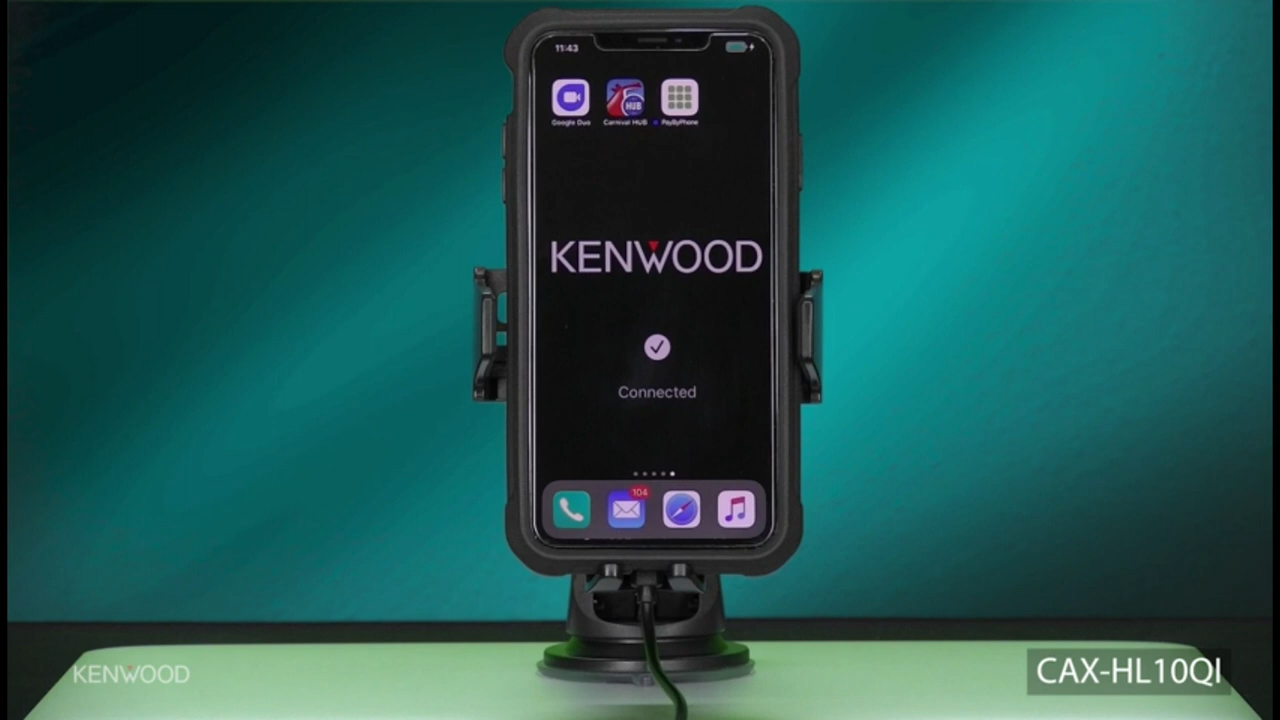 11:43
Google Duo
Carnival HUB
PayByPhone
HUB
KENWOOD
Connected
104
KENWOOD
CAX-HL10QI